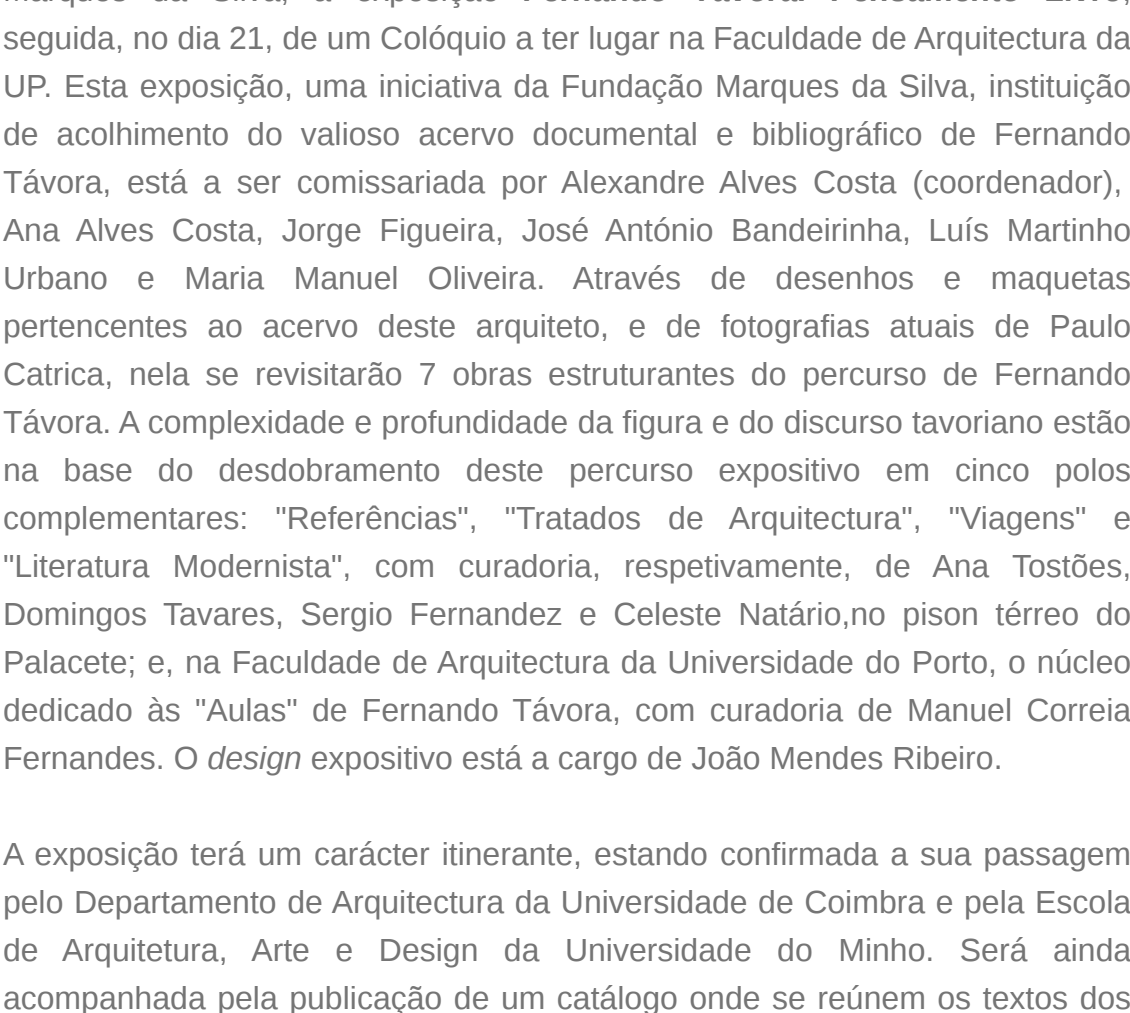 Marques da Silva, a exposição Fernando Távora. Pensamento Livre,
seguida, no dia 21, de um Colóquio a ter lugar na Faculdade de Arquitectura da
UP. Esta exposição, uma iniciativa da Fundação Marques da Silva, instituição
de acolhimento do valioso acervo documental e bibliográfico de Fernando
Távora, está a ser comissariada por Alexandre Alves Costa (coordenador),
Ana Alves Costa, Jorge Figueira, José António Bandeirinha, Luís Martinho
Urbano e Maria Manuel Oliveira. Através de desenhos e maquetas
pertencentes ao acervo deste arquiteto, e de fotografias atuais de Paulo
Catrica, nela se revisitarão 7 obras estruturantes do percurso de Fernando
Távora. A complexidade e profundidade da figura e do discurso tavoriano estão
na base do desdobramento deste percurso expositivo em cinco polos
complementares: "Referências", "Tratados de Arquitectura", "Viagens" e
"Literatura Modernista", com curadoria, respetivamente, de Ana Tostões,
Domingos Tavares, Sergio Fernandez e Celeste Natário,no pison térreo do
Palacete; e, na Faculdade de Arquitectura da Universidade do Porto, o núcleo
dedicado às "Aulas" de Fernando Távora, com curadoria de Manuel Correia
Fernandes. O design expositivo está a cargo de João Mendes Ribeiro.
A exposição terá um carácter itinerante, estando confirmada a sua passagem
pelo Departamento de Arquitectura da Universidade de Coimbra e pela Escola
de Arquitetura, Arte e Design da Universidade do Minho. Será ainda
acompanhada pela publicação de um catálogo onde se reúnem os textos dos